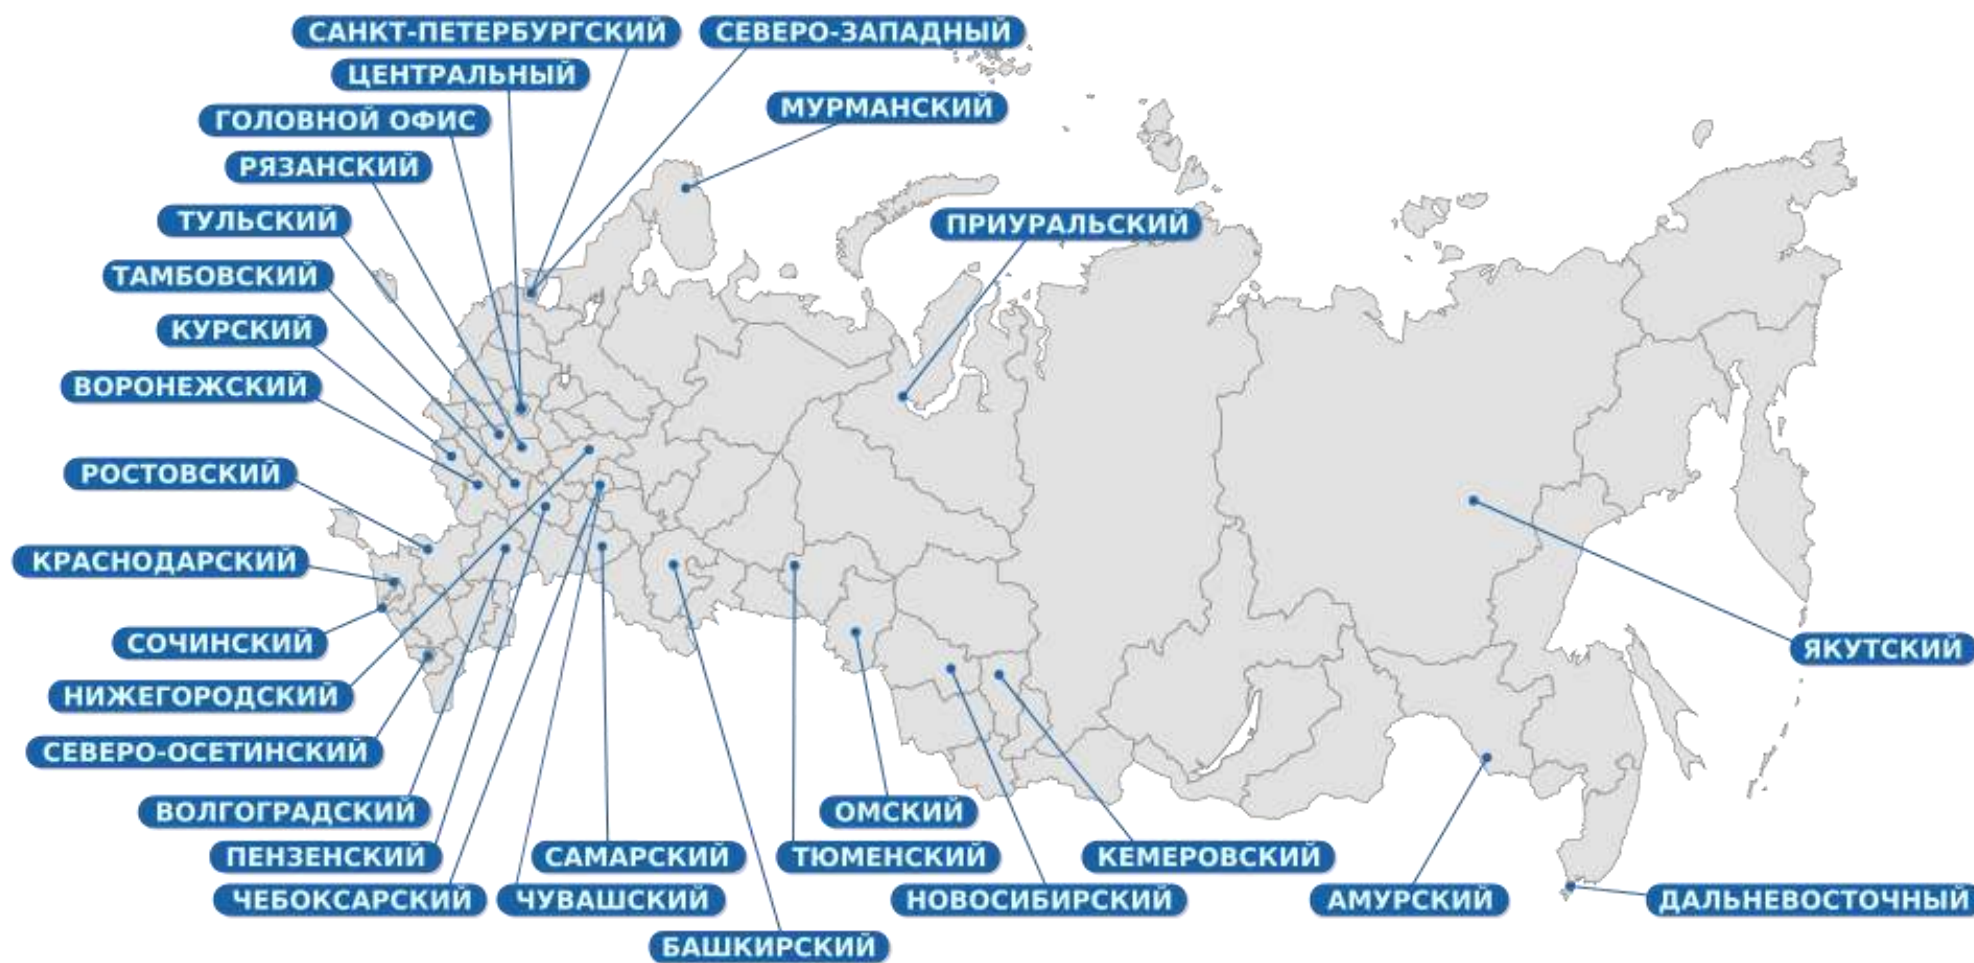 САНКТ-ПЕТЕРБУРГСКИЙ
СЕВЕРО-ЗАПАДНЫЙ
ЦЕНТРАЛЬНЫЙ
МУРМАНСКИЙ
ГОЛОВНОЙ ОФИС
РЯЗАНСКИЙ
ТУЛЬСКИЙ
ПРИУРАЛЬСКИЙ
ТАМБОВСКИЙ
КУРСКИЙ
ВОРОНЕЖСКИЙ
РОСТОВСКИЙ
КРАСНОДАРСКИЙ
СОЧИНСКИЙ
ЯКУТСКИЙ
НИЖЕГОРОДСКИЙ
СЕВЕРО-ОСЕТИНСКИЙ
ВОЛГОГРАДСКИЙ
ОМСКИЙ
ПЕНЗЕНСКИЙ
САМАРСКИЙ
ТЮМЕНСКИЙ
КЕМЕРОВСКИЙ
ЧЕБОКСАРСКИЙ
ЧУВАШСКИЙ
НОВОСИБИРСКИЙ
АМУРСКИЙ
ДАЛЬНЕВОСТОЧНЫЙ
БАШКИРСКИЙ